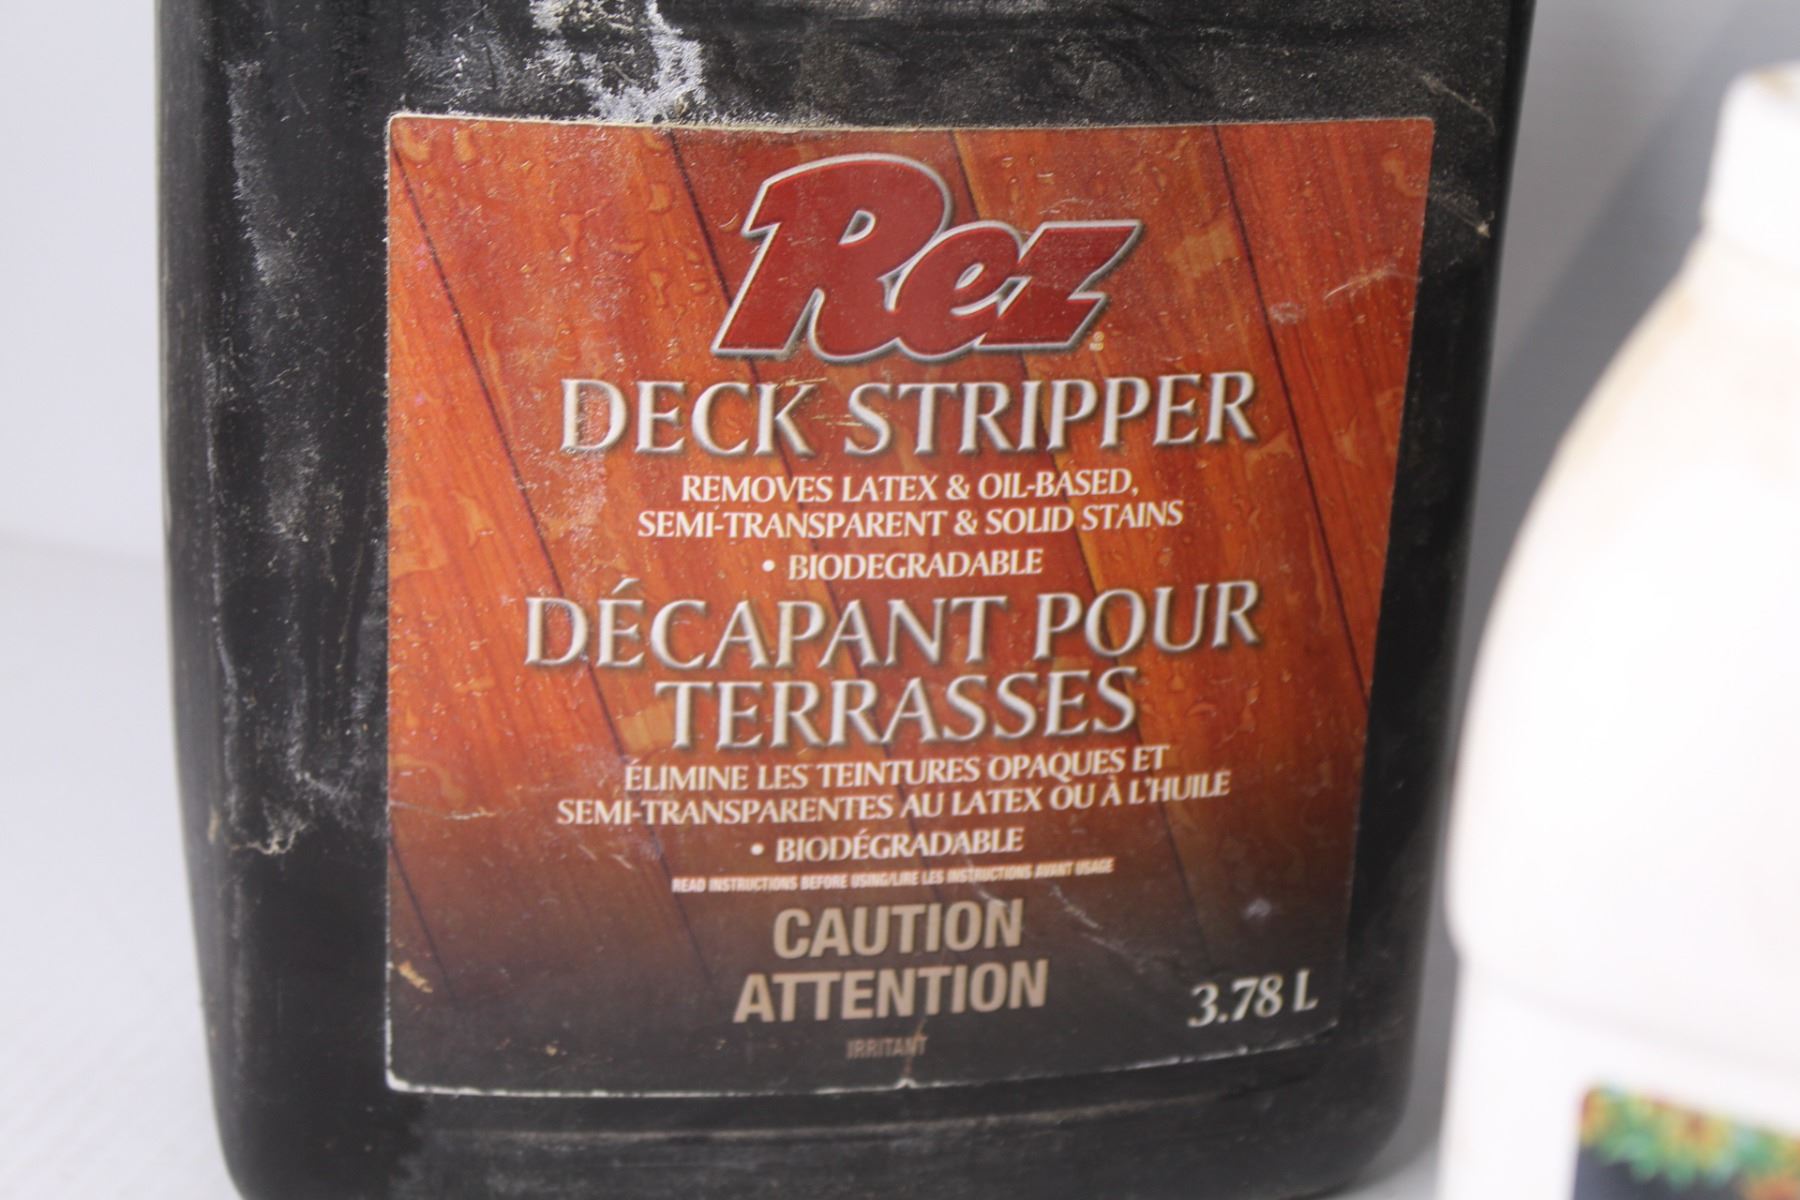 Rez
DECK STRIPPER
REMOVES LATEX & OIL-BASED,
SEMI-TRANSPARENT & SOLID STAINS
• BIODEGRADABLE
DÉCAPANT POUR
TERRASSES
ÉLIMINE LES TEINTURES OPAQUES ET
SEMI-TRANSPARENTES AU LATEX OU À L'HUILE
• BIODÉGRADABLE
READ INSTRUCTIONS BEFORE USING/LIRE LES INSTRUCTIONS AVANT USAGE
CAUTION
ATTENTION
3.78 L
IRRITANT